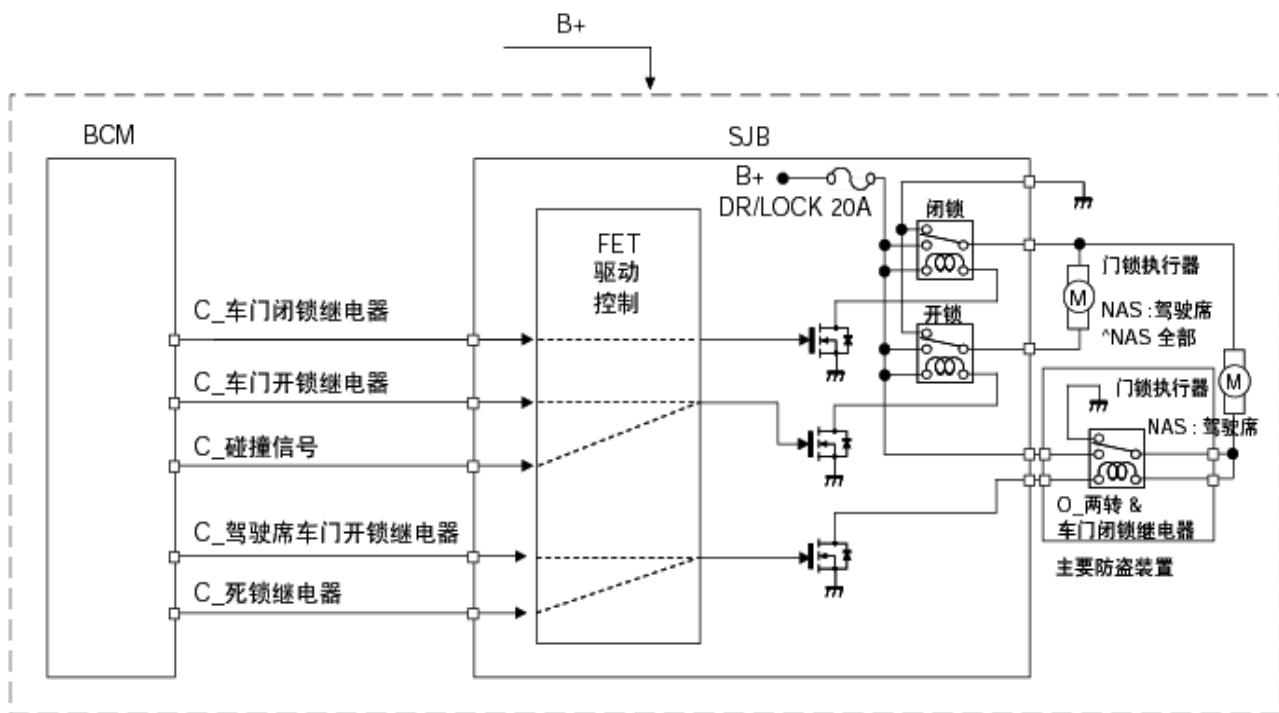 B+
BCM
SJB
B+
DR/LOCK 20A
闭锁
FET
驱动
控制
门锁执行器
M
NAS :驾驶席
^NAS 全部
C_车门闭锁继电器
开锁
C_车门开锁继电器
门锁执行器
M
NAS : 驾驶席
C_碰撞信号
O_两转 &
车门闭锁继电器
C_驾驶席车门开锁继电器
主要防盗装置
C_死锁继电器